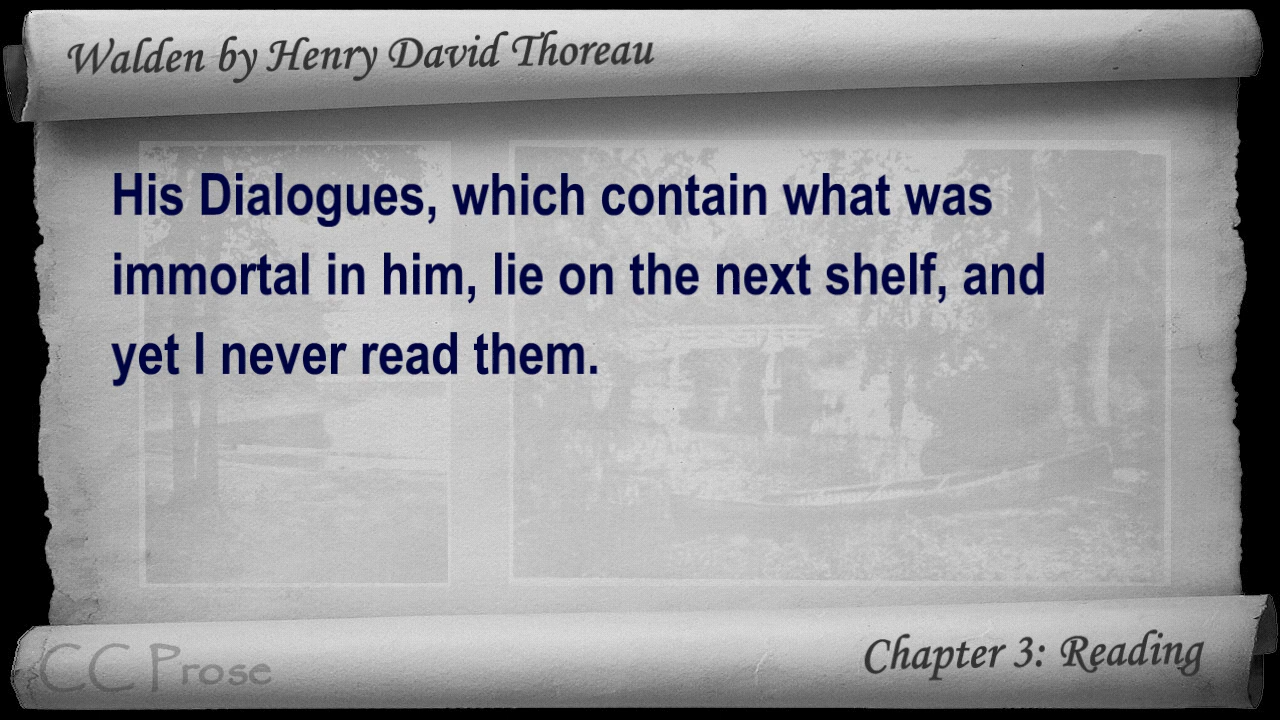 Walden by Henry David Thoreau
His Dialogues, which contain what was
immortal in him, lie on the next shelf, and
yet I never read them.
CC Prose
Chapter 3: Reading